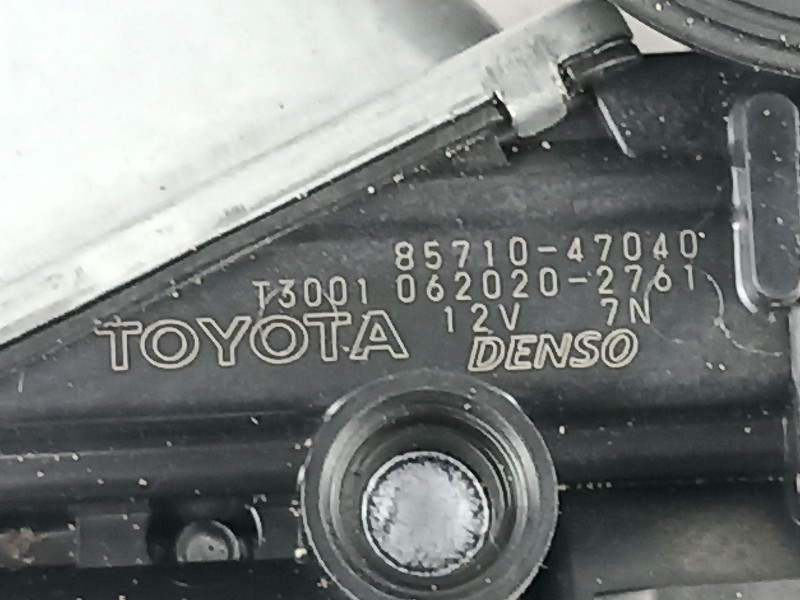 85710-47040
T3001 062020-2761
TOYOTA 12V 7N
DENSO